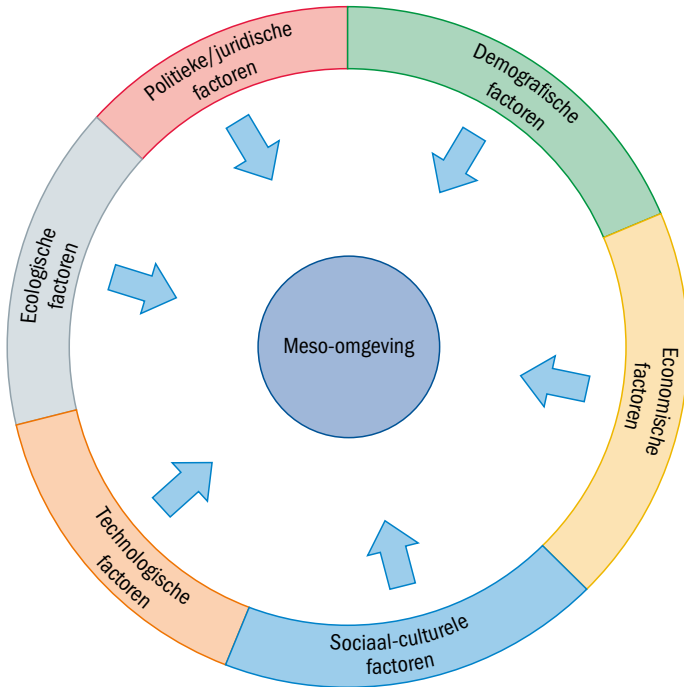 Politieke/juridische
factoren
Demografische
factoren
Economische
factoren
Sociaal-culturele
factoren
Technologische
factoren
Ecologische
factoren
Meso-omgeving